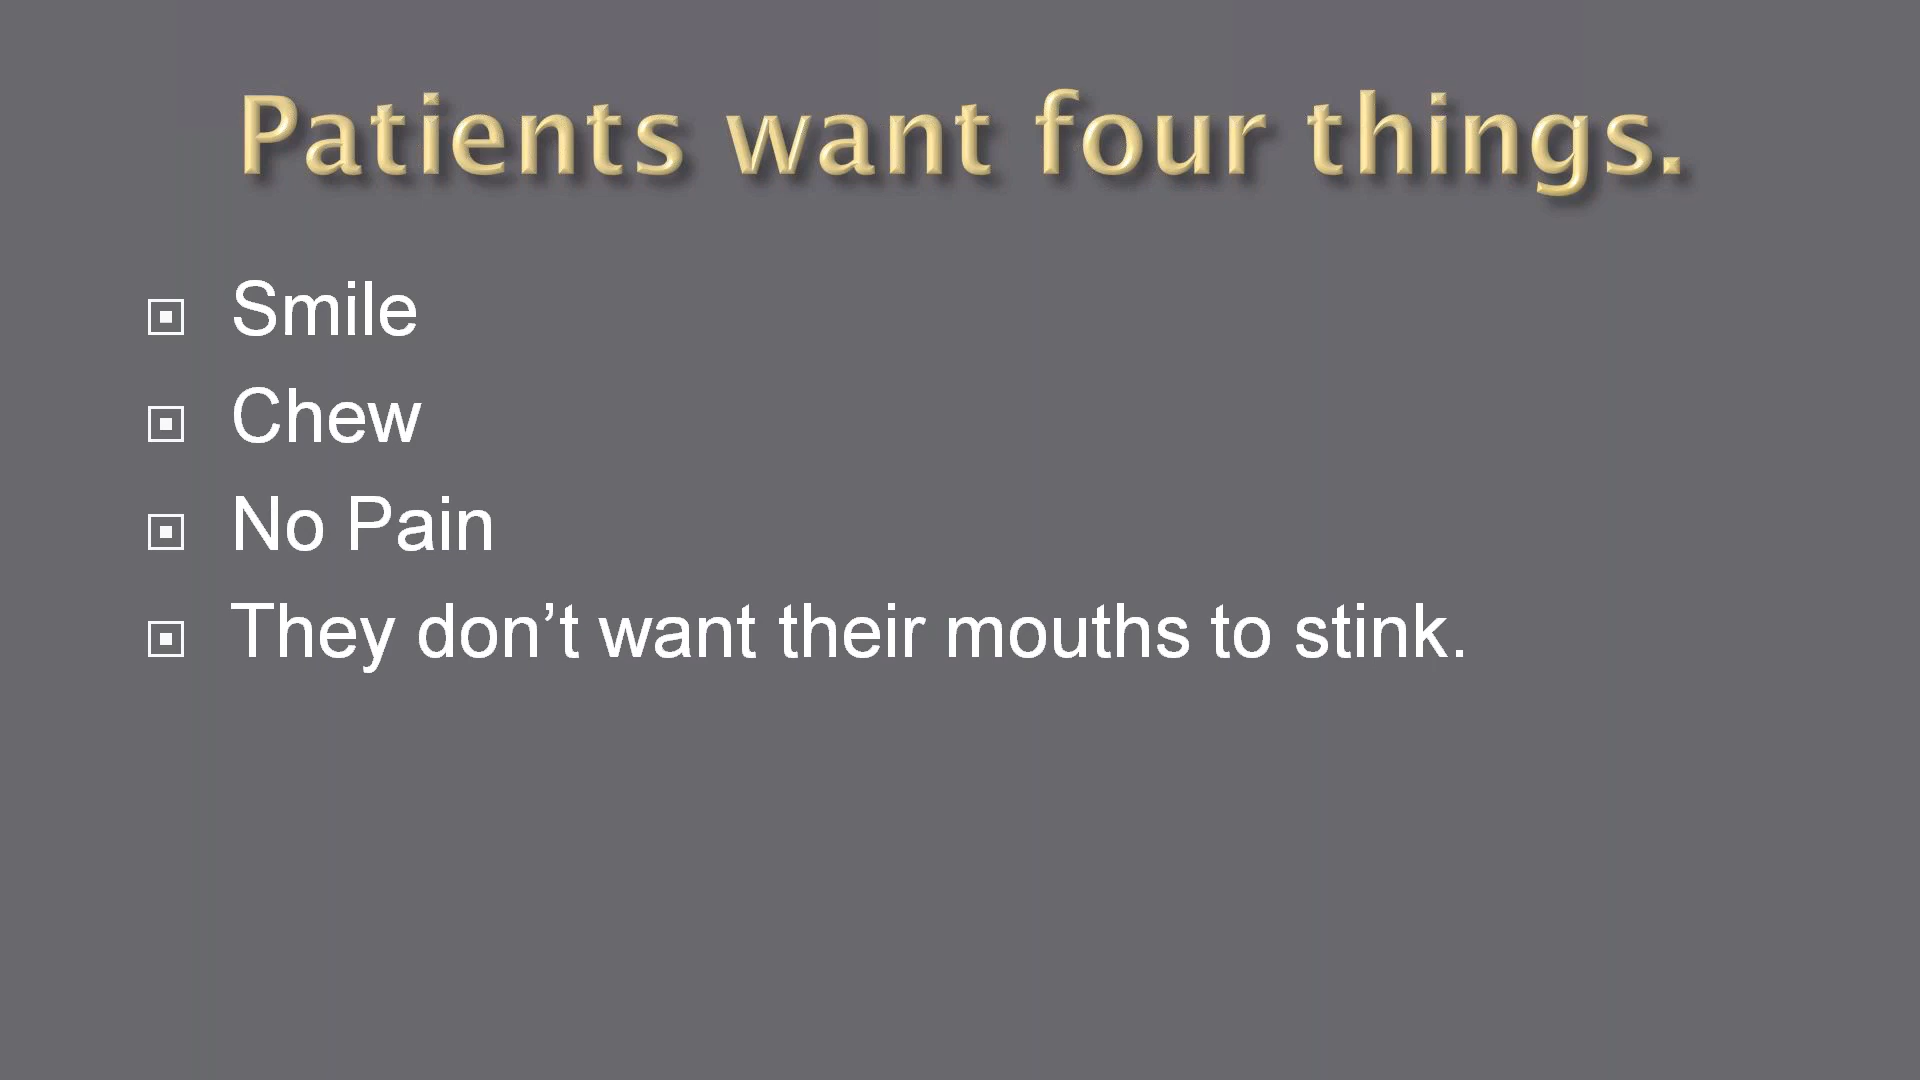 Patients want four things.
Smile
Chew
No Pain
They don’t want their mouths to stink.